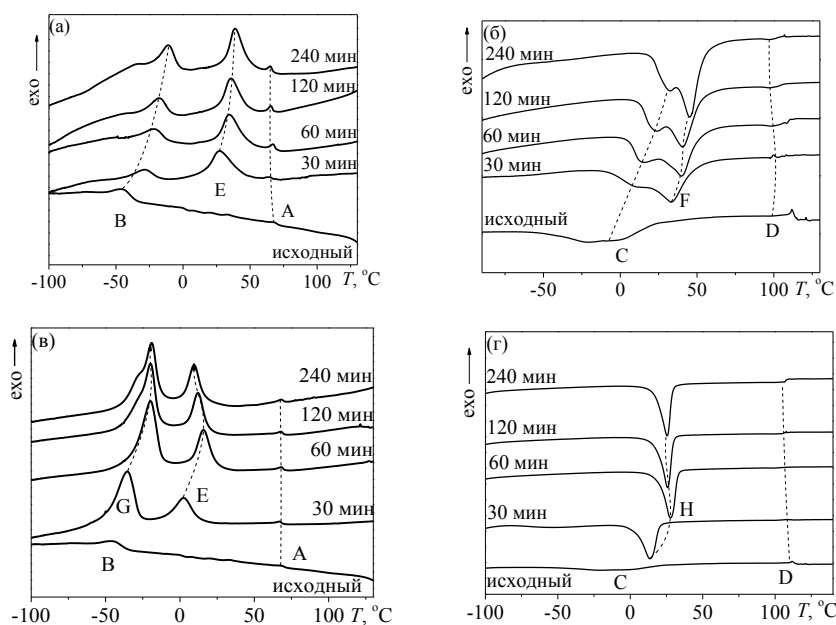 (а)
exo
240 мин
120 мин
60 мин
30 мин
E
B
A
исходный
-100 -50 0 50 100 T, °C
(б)
exo
240 мин
120 мин
60 мин
30 мин
исходный
F
C
D
-50 0 50 100 T, °C
(в)
exo
240 мин
120 мин
60 мин
30 мин
G
E
B
A
исходный
-100 -50 0 50 100 T, °C
(г)
exo
240 мин
120 мин
60 мин
30 мин
H
исходный
C
D
-100 -50 0 50 100 T, °C